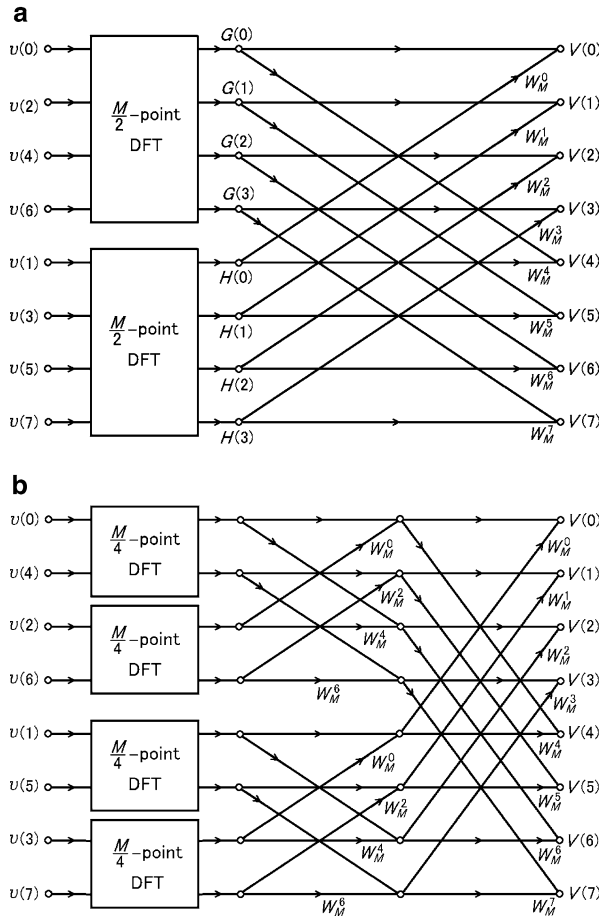 a
υ(0) G(0) V(0)
W_M^0
υ(2) G(1) V(1)
M/2-point
DFT
W_M^1
υ(4) G(2) V(2)
W_M^2
υ(6) G(3) V(3)
W_M^3
υ(1) H(0) W_M^4 V(4)
υ(3) H(1) W_M^5 V(5)
M/2-point
DFT
υ(5) H(2) W_M^6 V(6)
υ(7) H(3) W_M^7 V(7)
b
υ(0) V(0)
M/4-point
DFT
W_M^0 W_M^0
υ(4) V(1)
W_M^2 W_M^1
υ(2) W_M^4 V(2)
M/4-point
DFT
W_M^2
υ(6) W_M^6 V(3)
W_M^3
υ(1) V(4)
M/4-point
DFT
W_M^0 W_M^4
υ(5) V(5)
W_M^2 W_M^5
υ(3) W_M^4 V(6)
M/4-point
DFT
W_M^6
υ(7) W_M^6 W_M^7 V(7)